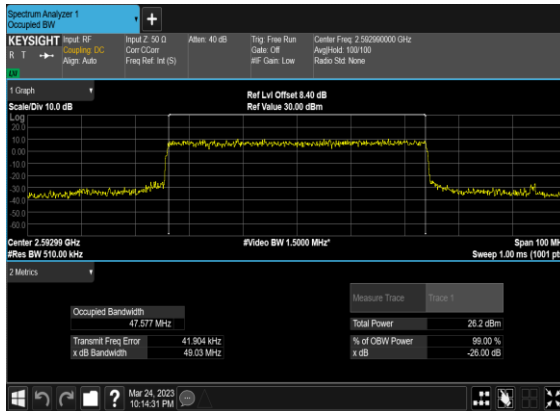 Spectrum Analyzer 1
Occupied BW
KEYSIGHT
R T
Input: RF
Coupling: DC
Align: Auto
Input Z: 50 Ω
Corr CCorr
Freq Ref: Int (S)
Atten: 40 dB
Trig: Free Run
Gate: Off
#IF Gain: Low
Center Freq: 2.592990000 GHz
Avg|Hold: 100/100
Radio Std: None
1 Graph
Scale/Div 10.0 dB
Ref Lvl Offset 8.40 dB
Ref Value 30.00 dBm
Log
20.0
10.0
0.00
-10.0
-20.0
-30.0
-40.0
-50.0
-60.0
Center 2.59299 GHz
#Res BW 510.00 kHz
#Video BW 1.5000 MHz*
Span 100 MH
Sweep 1.00 ms (1001 pts
2 Metrics
Measure Trace
Trace 1
Occupied Bandwidth
47.577 MHz
Total Power
26.2 dBm
Transmit Freq Error
41.904 kHz
% of OBW Power
99.00 %
x dB Bandwidth
49.03 MHz
x dB
-26.00 dB
Mar 24, 2023
10:14:31 PM